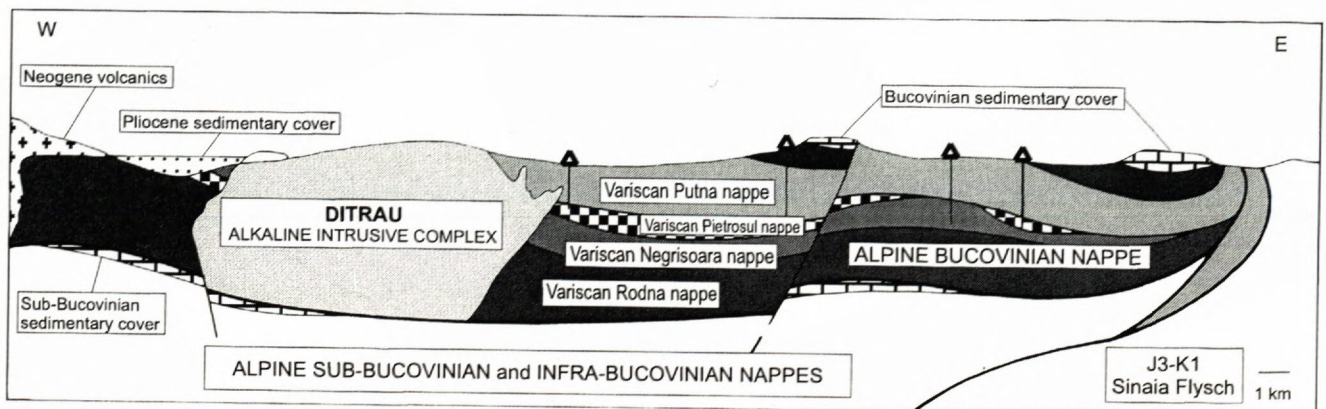 W
E
Neogene volcanics
Pliocene sedimentary cover
Bucovinian sedimentary cover
Variscan Putna nappe
DITRAU
ALKALINE INTRUSIVE COMPLEX
Variscan Pietrosul nappe
Variscan Negrisoara nappe
ALPINE BUCOVINIAN NAPPE
Variscan Rodna nappe
Sub-Bucovinian
sedimentary cover
ALPINE SUB-BUCOVINIAN and INFRA-BUCOVINIAN NAPPES
J3-K1
Sinaia Flysch
1 km